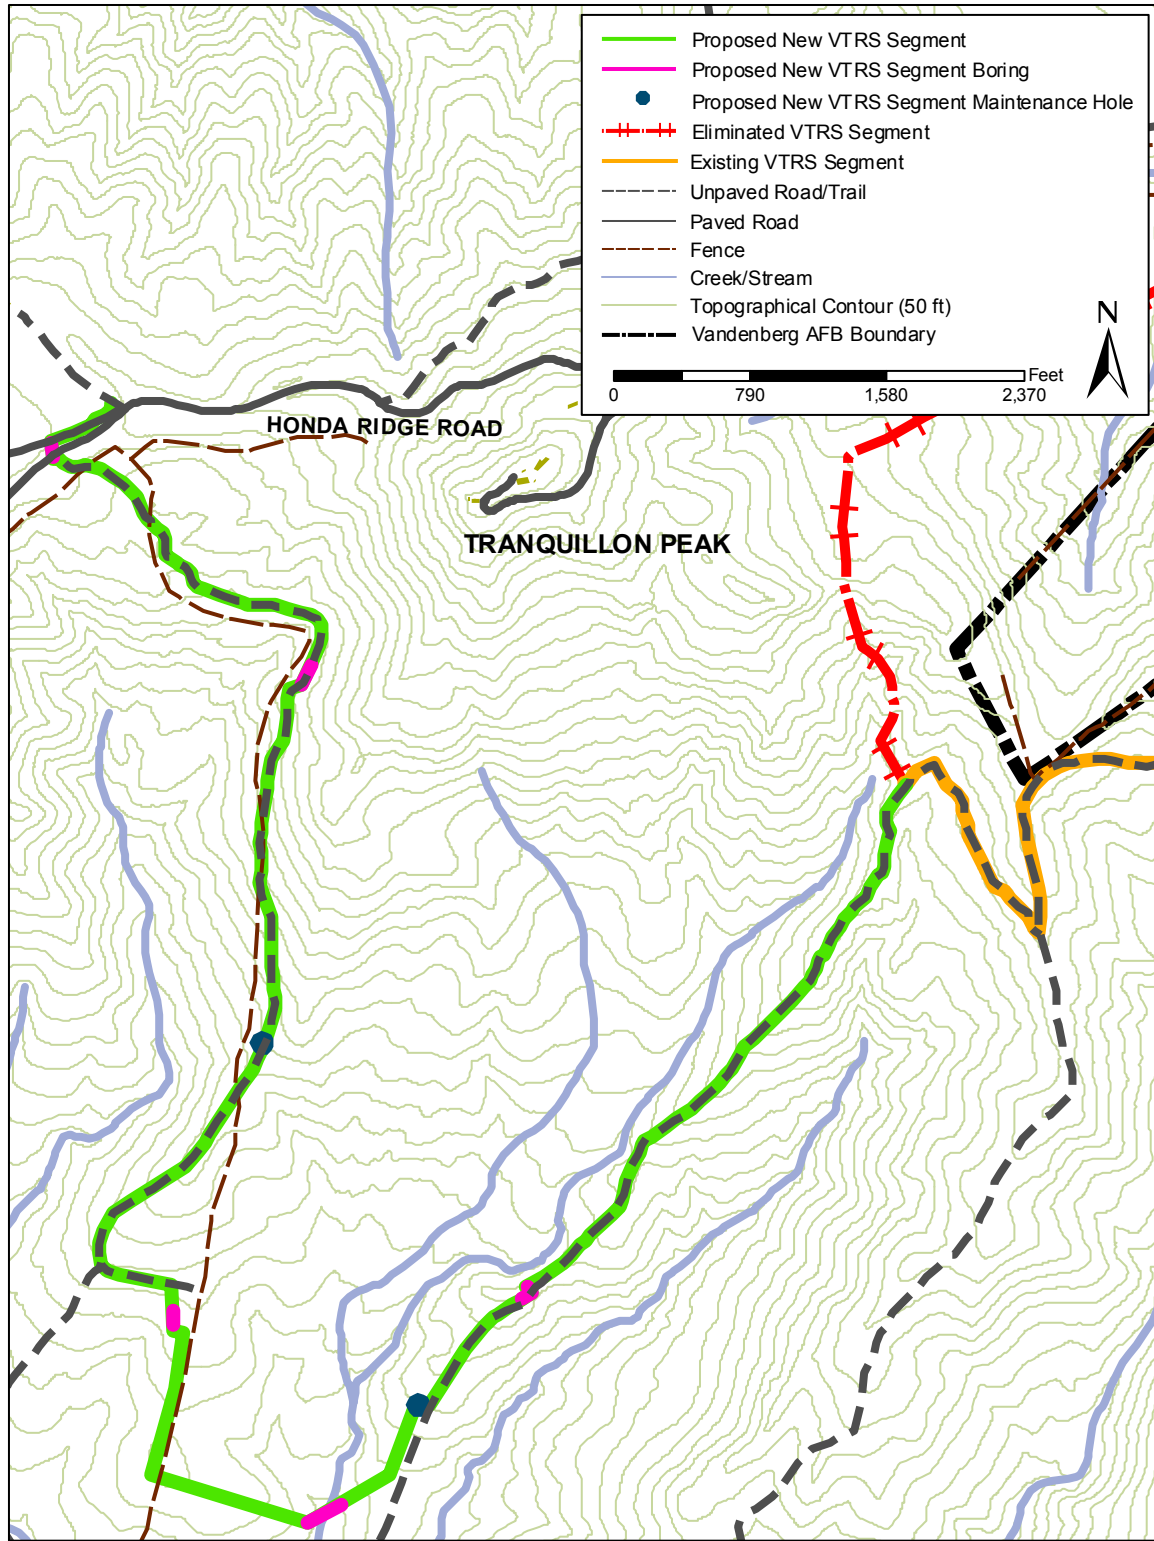 Proposed New VTRS Segment
Proposed New VTRS Segment Boring
Proposed New VTRS Segment Maintenance Hole
Eliminated VTRS Segment
Existing VTRS Segment
Unpaved Road/Trail
Paved Road
Fence
Creek/Stream
Topographical Contour (50 ft)
Vandenberg AFB Boundary
N
Feet
0 790 1,580 2,370
HONDA RIDGE ROAD
TRANQUILLON PEAK